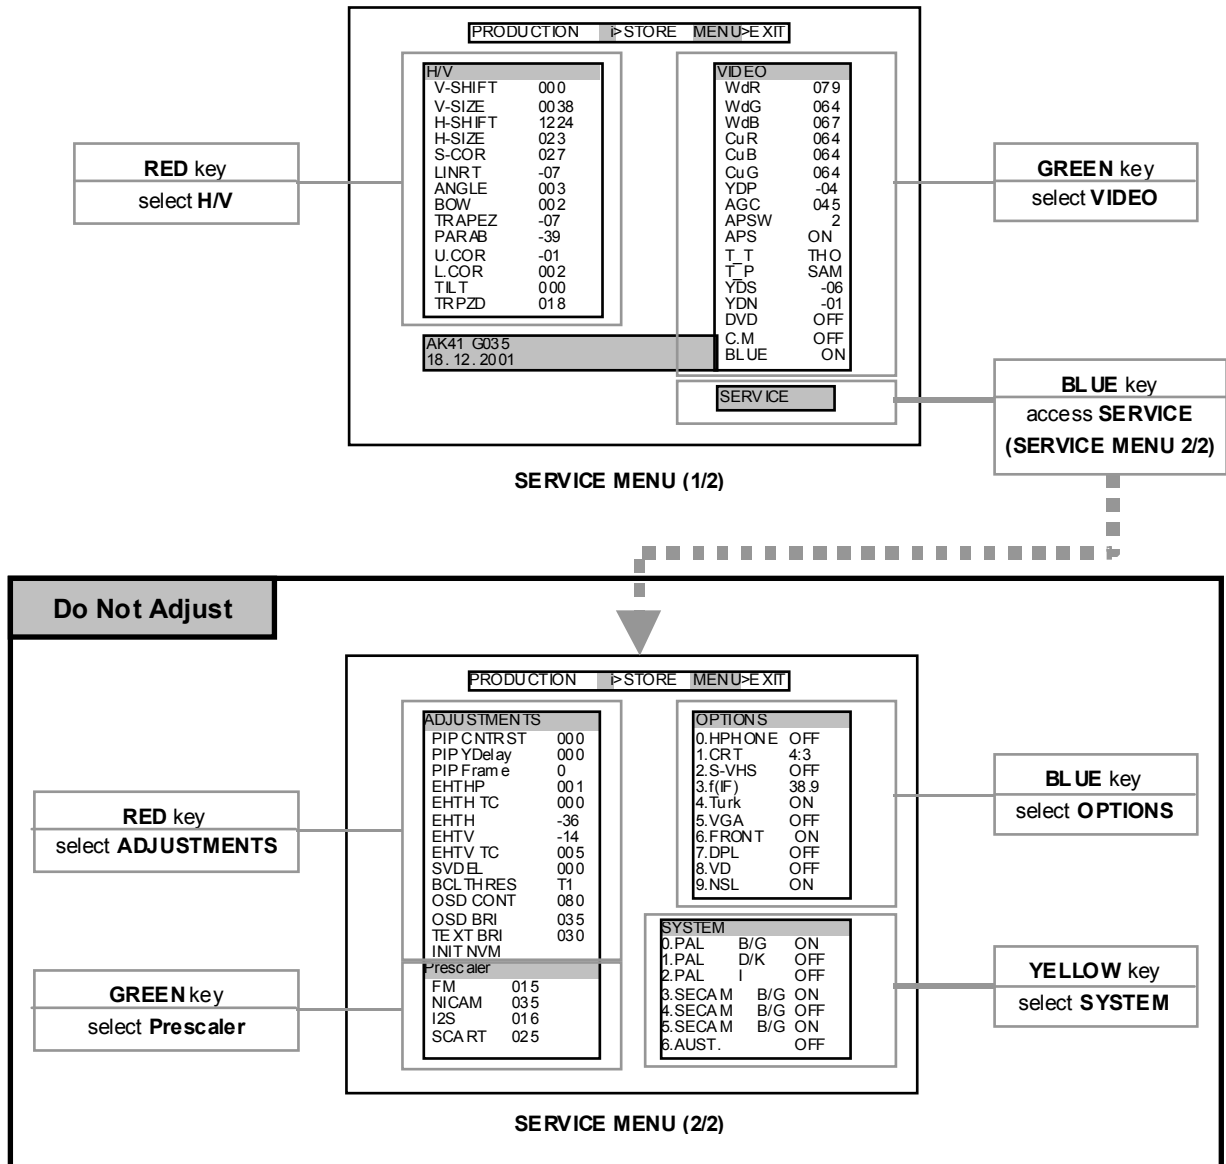 PRODUCTION i>STORE MENU>EXIT
H/V
V-SHIFT 000
V-SIZE 0038
H-SHIFT 1224
H-SIZE 023
S-COR 027
LINRT -07
ANGLE 003
BOW 002
TRAPEZ -07
PARAB -39
U.COR -01
L.COR 002
TILT 000
TRPZD 018
VIDEO
WdR 079
WdG 064
WdB 067
CuR 064
CuB 064
CuG 064
YDP -04
AGC 045
APSW 2
APS ON
T_T THO
T_P SAM
YDS -06
YDN -01
DVD OFF
C.M OFF
BLUE ON
AK41 G035
18.12.2001
SERVICE
RED key
select H/V
GREEN key
select VIDEO
BLUE key
access SERVICE
(SERVICE MENU 2/2)
SERVICE MENU (1/2)
Do Not Adjust
PRODUCTION i>STORE MENU>EXIT
ADJUSTMENTS
PIP CNTRST 000
PIP YDelay 000
PIP Frame 0
EHTHP 001
EHTH TC 000
EHTH -36
EHTV -14
EHTV TC 005
SVDEL 000
BCLTHRES T1
OSD CONT 080
OSD BRI 035
TEXT BRI 030
INIT NVM
Prescaler
FM 015
NICAM 035
I2S 016
SCART 025
OPTIONS
0.HPHONE OFF
1.CRT 4:3
2.S-VHS OFF
3.f(IF) 38.9
4.Turk ON
5.VGA OFF
6.FRONT ON
7.DPL OFF
8.VD OFF
9.NSL ON
SYSTEM
0.PAL B/G ON
1.PAL D/K OFF
2.PAL I OFF
3.SECAM B/G ON
4.SECAM B/G OFF
5.SECAM B/G ON
6.AUST. OFF
RED key
select ADJUSTMENTS
GREEN key
select Prescaler
BLUE key
select OPTIONS
YELLOW key
select SYSTEM
SERVICE MENU (2/2)